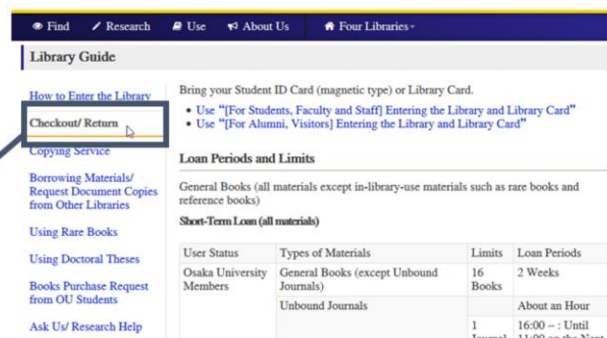 Find Research Use About Us Four Libraries
Library Guide
How to Enter the Library
Checkout/ Return
Copying Service
Borrowing Materials/
Request Document Copies
from Other Libraries
Using Rare Books
Using Doctoral Theses
Books Purchase Request
from OU Students
Ask Us/ Research Help
Bring your Student ID Card (magnetic type) or Library Card.
• Use "[For Students, Faculty and Staff] Entering the Library and Library Card"
• Use "[For Alumni, Visitors] Entering the Library and Library Card"
Loan Periods and Limits
General Books (all materials except in-library-use materials such as rare books and
reference books)
Short-Term Loan (all materials)
User Status Types of Materials Limits Loan Periods
Osaka University General Books (except Unbound 16 2 Weeks
Members Journals) Books
Unbound Journals About an Hour
1 16:00 – : Until
Journal 11:00 on the Next